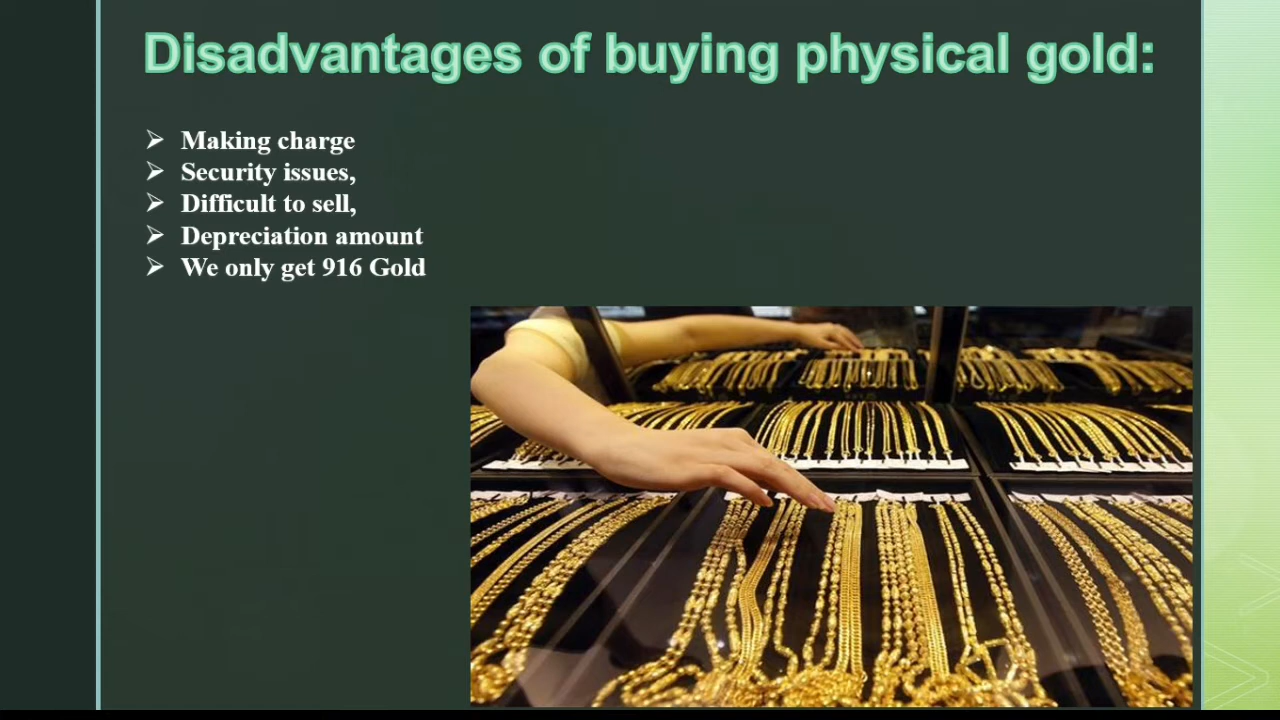 Disadvantages of buying physical gold:
Making charge
Security issues,
Difficult to sell,
Depreciation amount
We only get 916 Gold